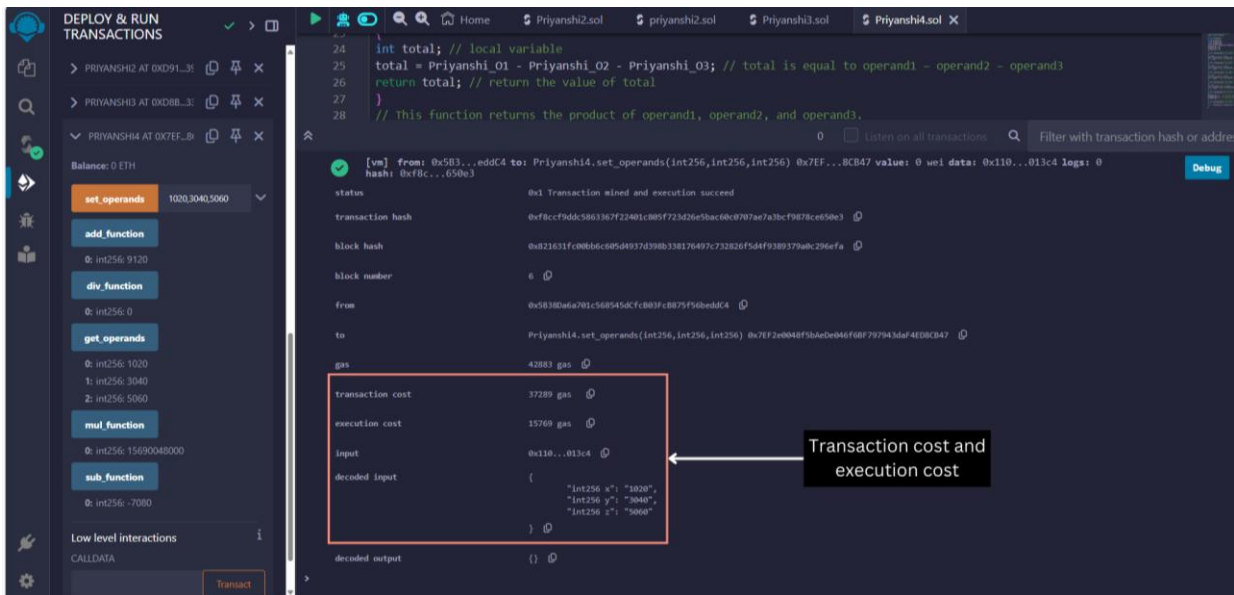 DEPLOY & RUN
TRANSACTIONS
PRIYANSHI2 AT 0XD91...39
PRIYANSHI3 AT 0XD8B...33
PRIYANSHI4 AT 0X7EF...8
Balance: 0 ETH
set_operands 1020,3040,5060
add_function
0: int256: 9120
div_function
0: int256: 0
get_operands
0: int256: 1020
1: int256: 3040
2: int256: 5060
mul_function
0: int256: 15690048000
sub_function
0: int256: -7080
Low level interactions i
CALLDATA
Transact
Home Priyanshi2.sol priyanshi2.sol Priyanshi3.sol Priyanshi4.sol
23 {
24 int total; // local variable
25 total = Priyanshi_O1 - Priyanshi_O2 - Priyanshi_O3; // total is equal to operand1 – operand2 – operand3
26 return total; // return the value of total
27 }
28 // This function returns the product of operand1, operand2, and operand3.
0 Listen on all transactions Filter with transaction hash or addre
[vm] from: 0x5B3...eddC4 to: Priyanshi4.set_operands(int256,int256,int256) 0x7EF...8CB47 value: 0 wei data: 0x110...013c4 logs: 0
hash: 0xf8c...650e3
Debug
status 0x1 Transaction mined and execution succeed
transaction hash 0xf8ccf9ddc5863367f22401c805f723d26e5bac60c0707ae7a3bcf9878ce650e3
block hash 0x821631fc00bb6c605d4937d398b338176497c732826f5d4f9389379a0c296efa
block number 6
from 0x5B38Da6a701c568545dCfcB03FcB875f56beddC4
to Priyanshi4.set_operands(int256,int256,int256) 0x7EF2e0048f5bAeDe046f6BF797943daF4ED8CB47
gas 42883 gas
transaction cost 37289 gas
execution cost 15769 gas
input 0x110...013c4
decoded input {
"int256 x": "1020",
"int256 y": "3040",
"int256 z": "5060"
}
decoded output {}
>
Transaction cost and
execution cost